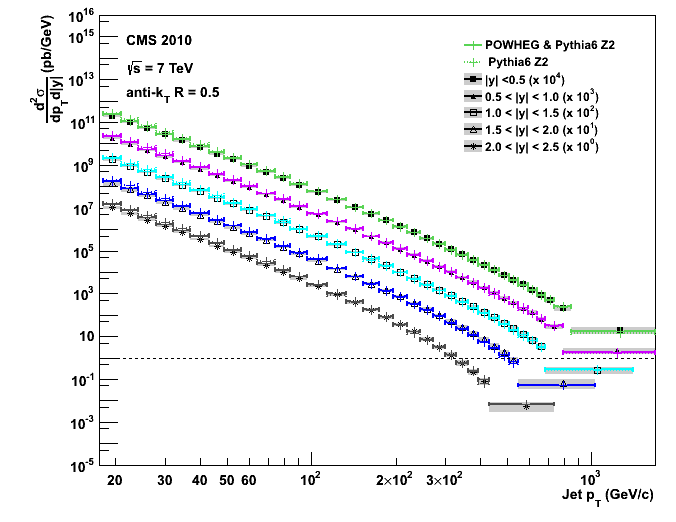 10^16
10^15
10^13
10^11
10^9
10^7
10^5
10^3
10
10^-1
10^-3
10^-5
d^2σ/dp_T d|y| (pb/GeV)
CMS 2010
√s = 7 TeV
anti-k_T R = 0.5
POWHEG & Pythia6 Z2
Pythia6 Z2
|y| <0.5 (x 10^4)
0.5 < |y| < 1.0 (x 10^3)
1.0 < |y| < 1.5 (x 10^2)
1.5 < |y| < 2.0 (x 10^1)
2.0 < |y| < 2.5 (x 10^0)
20 30 40 50 60 10^2 2×10^2 3×10^2 10^3
Jet p_T (GeV/c)